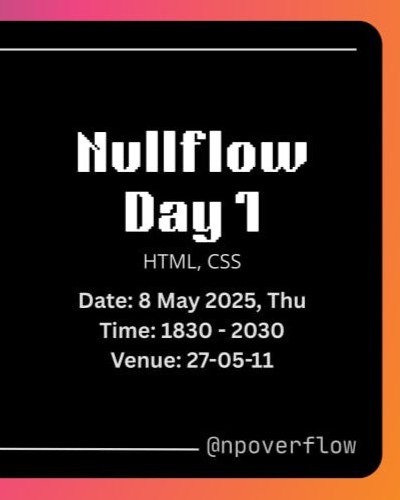 Nullflow
Day 1
HTML, CSS
Date: 8 May 2025, Thu
Time: 1830 - 2030
Venue: 27-05-11
@npoverflow